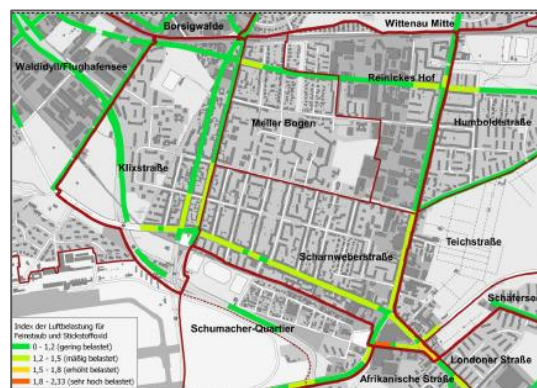 Borsigwalde
Wittenau Mitte
Waldidyll/Flughafensee
Reinickes Hof
Meller Bogen
Humboldtstraße
Klixstraße
Teichstraße
Scharnweberstraße
Schäfersee
Schumacher-Quartier
Londoner Straße
Afrikanische Straße
Index der Luftbelastung für
Feinstaub und Stickstoffoxid
0 - 1,2 (gering belastet)
1,2 - 1,5 (mäßig belastet)
1,5 - 1,8 (erhöht belastet)
1,8 - 2,33 (sehr hoch belastet)